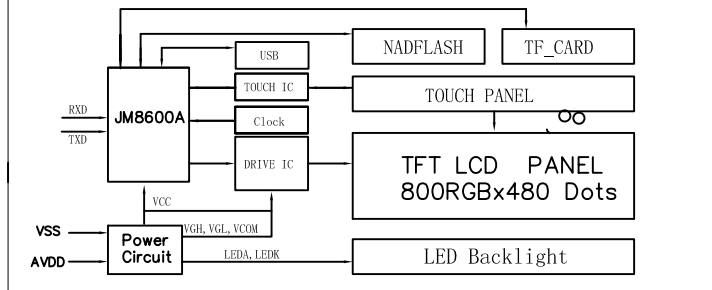 NADFLASH
TF_CARD
USB
TOUCH IC
TOUCH PANEL
RXD
JM8600A
Clock
TXD
DRIVE IC
TFT LCD PANEL
800RGBx480 Dots
VCC
VSS
Power
Circuit
VGH, VGL, VCOM
AVDD
LEDA, LEDK
LED Backlight